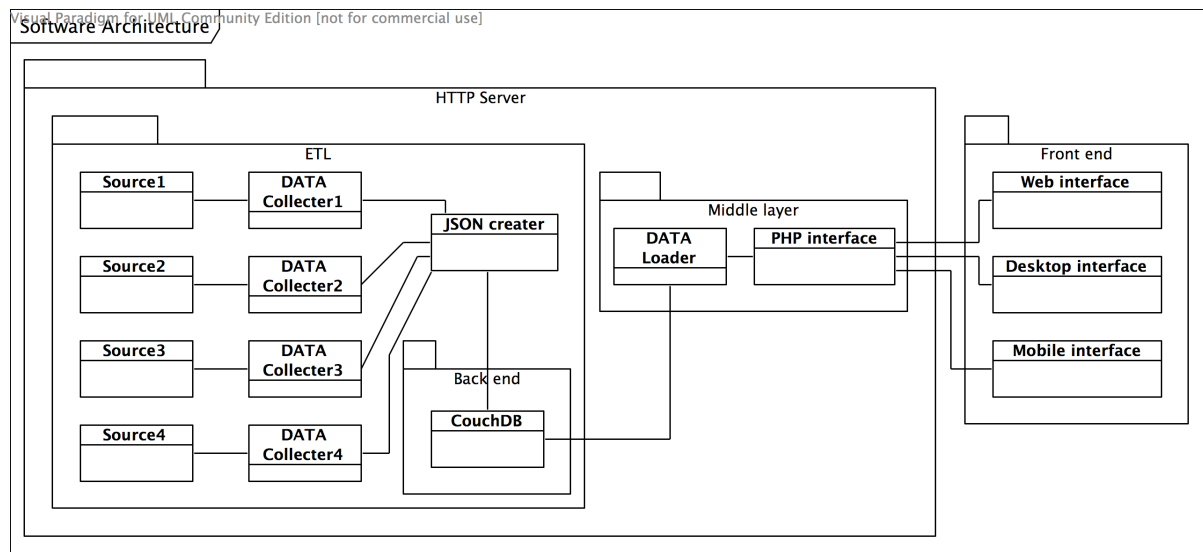 Visual Paradigm for UML Community Edition [not for commercial use]
Software Architecture
HTTP Server
ETL
Front end
Source1
DATA
Collecter1
Web interface
Middle layer
JSON creater
DATA
Loader
PHP interface
Source2
DATA
Collecter2
Desktop interface
Source3
DATA
Collecter3
Mobile interface
Back end
CouchDB
Source4
DATA
Collecter4